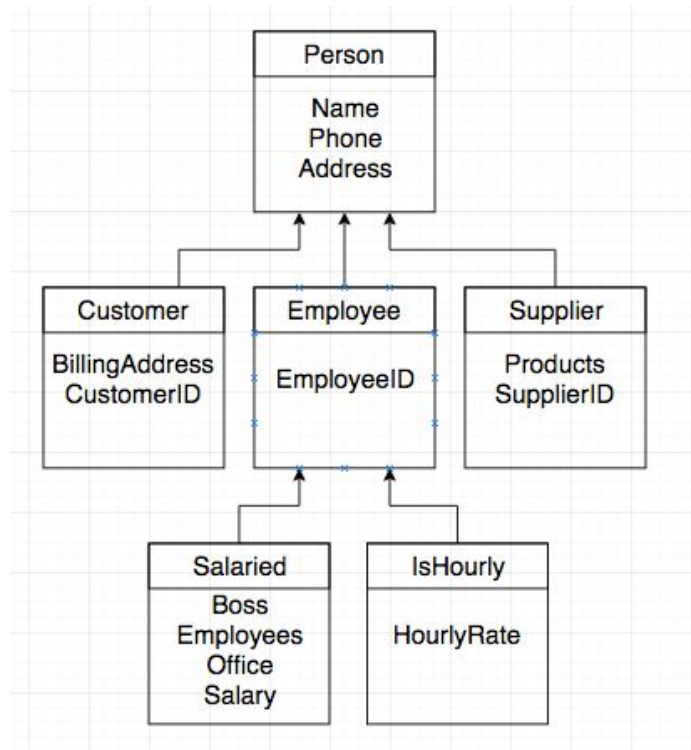 Person
Name
Phone
Address
Customer
BillingAddress
CustomerID
Employee
EmployeeID
Supplier
Products
SupplierID
Salaried
Boss
Employees
Office
Salary
IsHourly
HourlyRate